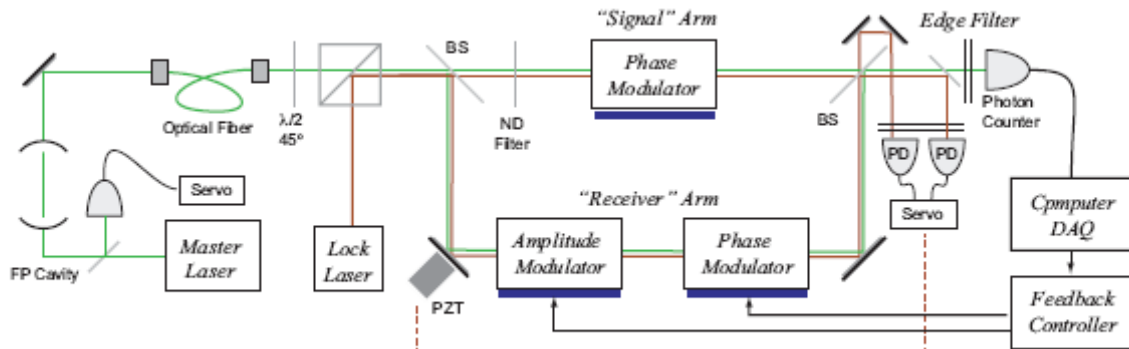 "Signal" Arm
Edge Filter
BS
Phase
Modulator
Optical Fiber
λ/2
45°
ND
Filter
BS
Photon
Counter
PD
PD
Servo
"Receiver" Arm
Servo
Cpmputer
DAQ
Master
Laser
Lock
Laser
Amplitude
Modulator
Phase
Modulator
FP Cavity
PZT
Feedback
Controller